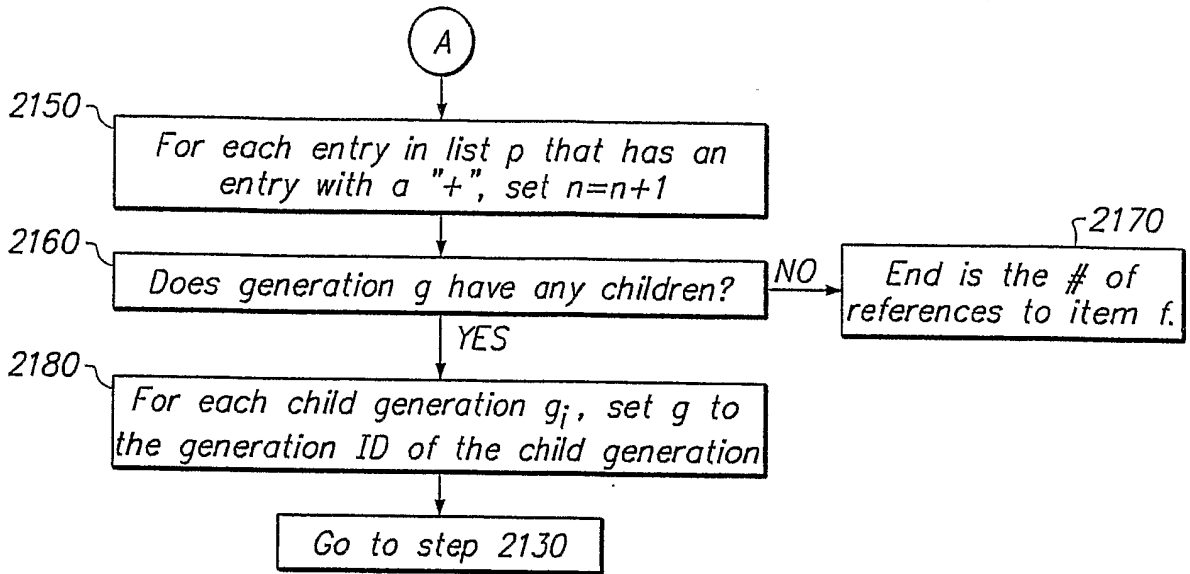 A
2150
For each entry in list p that has an
entry with a "+", set n=n+1
2160
Does generation g have any children?
NO
2170
End is the # of
references to item f.
YES
2180
For each child generation gi, set g to
the generation ID of the child generation
Go to step 2130